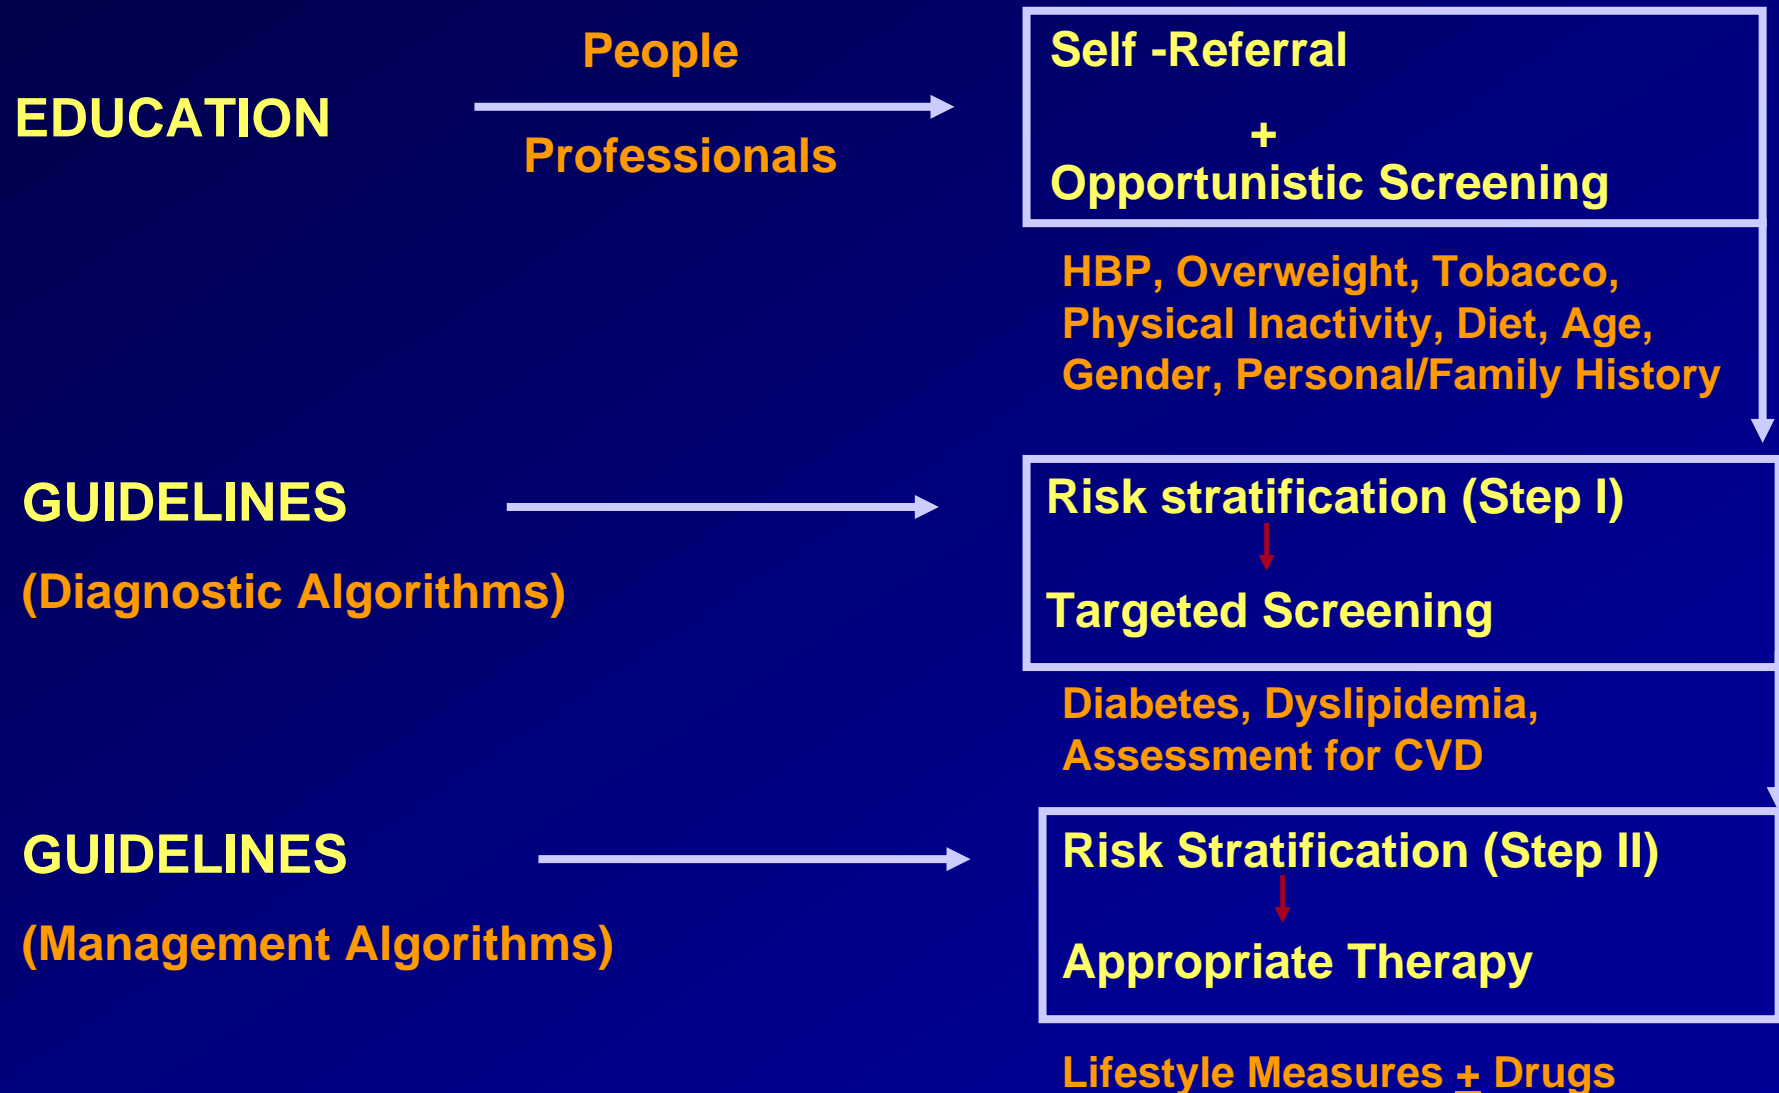 People
Self -Referral
EDUCATION
Professionals
+
Opportunistic Screening
HBP, Overweight, Tobacco,
Physical Inactivity, Diet, Age,
Gender, Personal/Family History
GUIDELINES
Risk stratification (Step I)
(Diagnostic Algorithms)
Targeted Screening
Diabetes, Dyslipidemia,
Assessment for CVD
GUIDELINES
Risk Stratification (Step II)
(Management Algorithms)
Appropriate Therapy
Lifestyle Measures ± Drugs